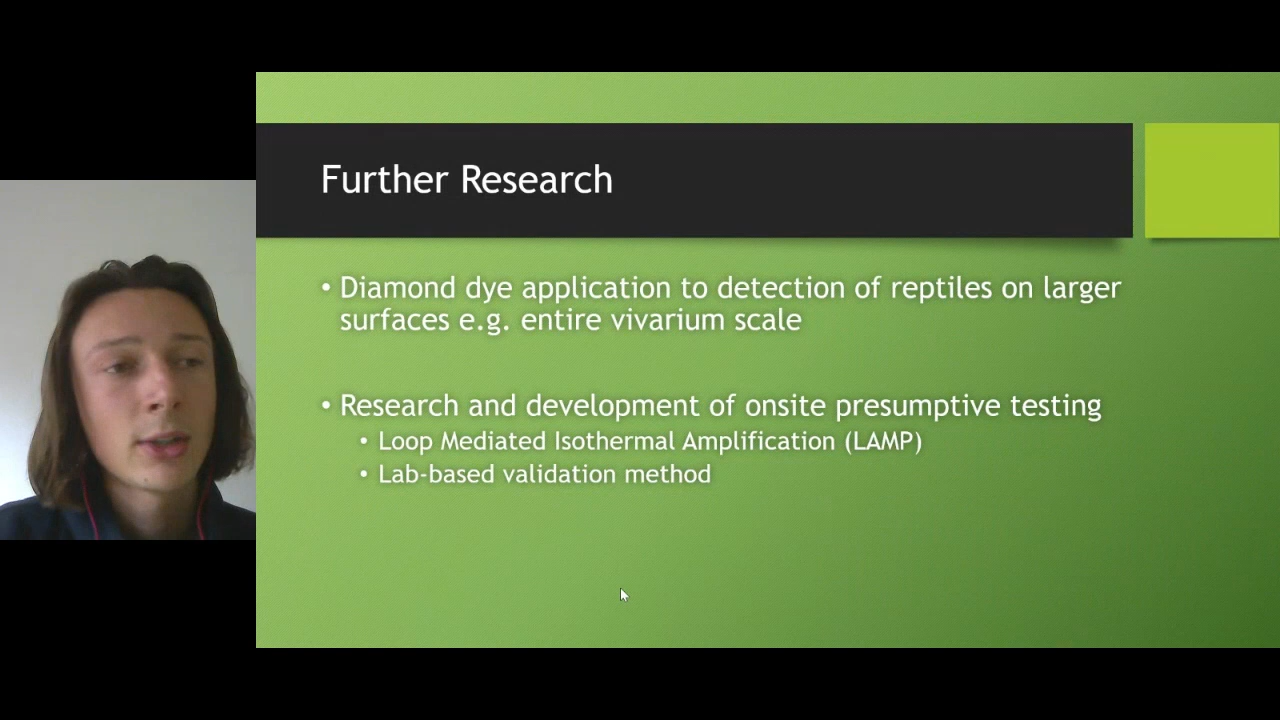 Further Research
• Diamond dye application to detection of reptiles on larger
surfaces e.g. entire vivarium scale
• Research and development of onsite presumptive testing
• Loop Mediated Isothermal Amplification (LAMP)
• Lab-based validation method